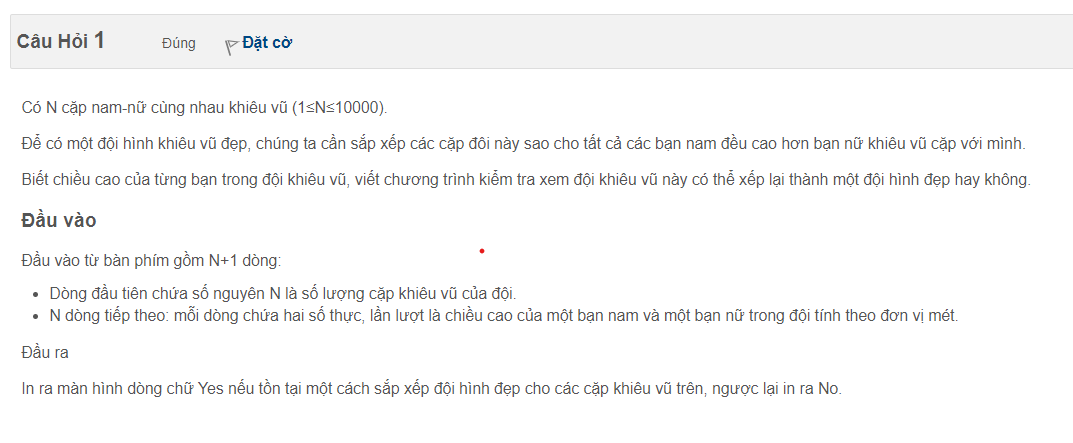 Câu Hỏi 1 Đúng Đặt cờ
Có N cặp nam-nữ cùng nhau khiêu vũ (1≤N≤10000).
Để có một đội hình khiêu vũ đẹp, chúng ta cần sắp xếp các cặp đôi này sao cho tất cả các bạn nam đều cao hơn bạn nữ khiêu vũ cặp với mình.
Biết chiều cao của từng bạn trong đội khiêu vũ, viết chương trình kiểm tra xem đội khiêu vũ này có thể xếp lại thành một đội hình đẹp hay không.
Đầu vào
Đầu vào từ bàn phím gồm N+1 dòng:
• Dòng đầu tiên chứa số nguyên N là số lượng cặp khiêu vũ của đội.
• N dòng tiếp theo: mỗi dòng chứa hai số thực, lần lượt là chiều cao của một bạn nam và một bạn nữ trong đội tính theo đơn vị mét.
Đầu ra
In ra màn hình dòng chữ Yes nếu tồn tại một cách sắp xếp đội hình đẹp cho các cặp khiêu vũ trên, ngược lại in ra No.